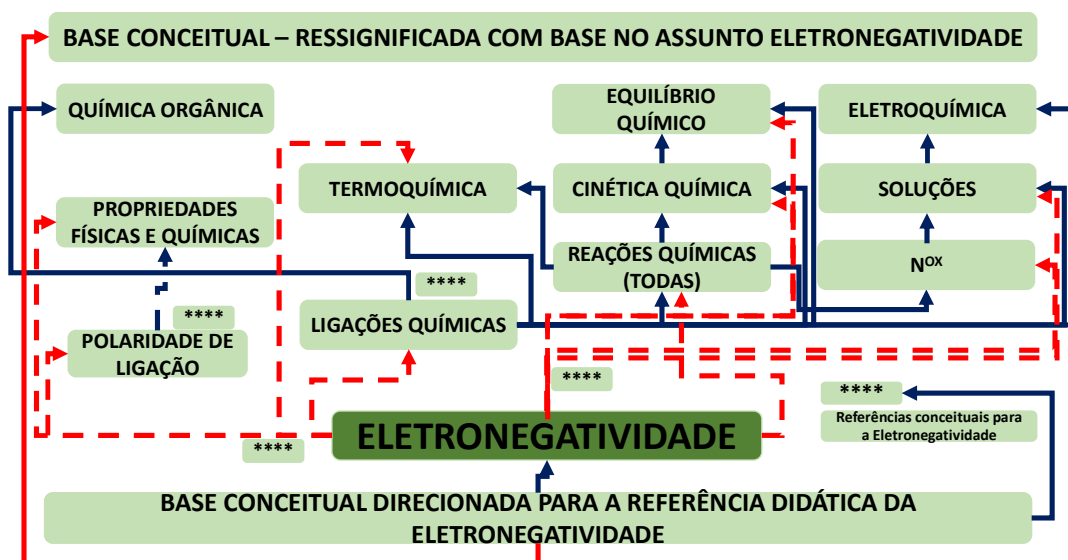 BASE CONCEITUAL – RESSIGNIFICADA COM BASE NO ASSUNTO ELETRONEGATIVIDADE
QUÍMICA ORGÂNICA
EQUILÍBRIO
QUÍMICO
ELETROQUÍMICA
TERMOQUÍMICA
CINÉTICA QUÍMICA
SOLUÇÕES
PROPRIEDADES
FÍSICAS E QUÍMICAS
REAÇÕES QUÍMICAS
(TODAS)
NOX
****
****
LIGAÇÕES QUÍMICAS
POLARIDADE DE
LIGAÇÃO
****
****
Referências conceituais para
a Eletronegatividade
****
ELETRONEGATIVIDADE
BASE CONCEITUAL DIRECIONADA PARA A REFERÊNCIA DIDÁTICA DA
ELETRONEGATIVIDADE